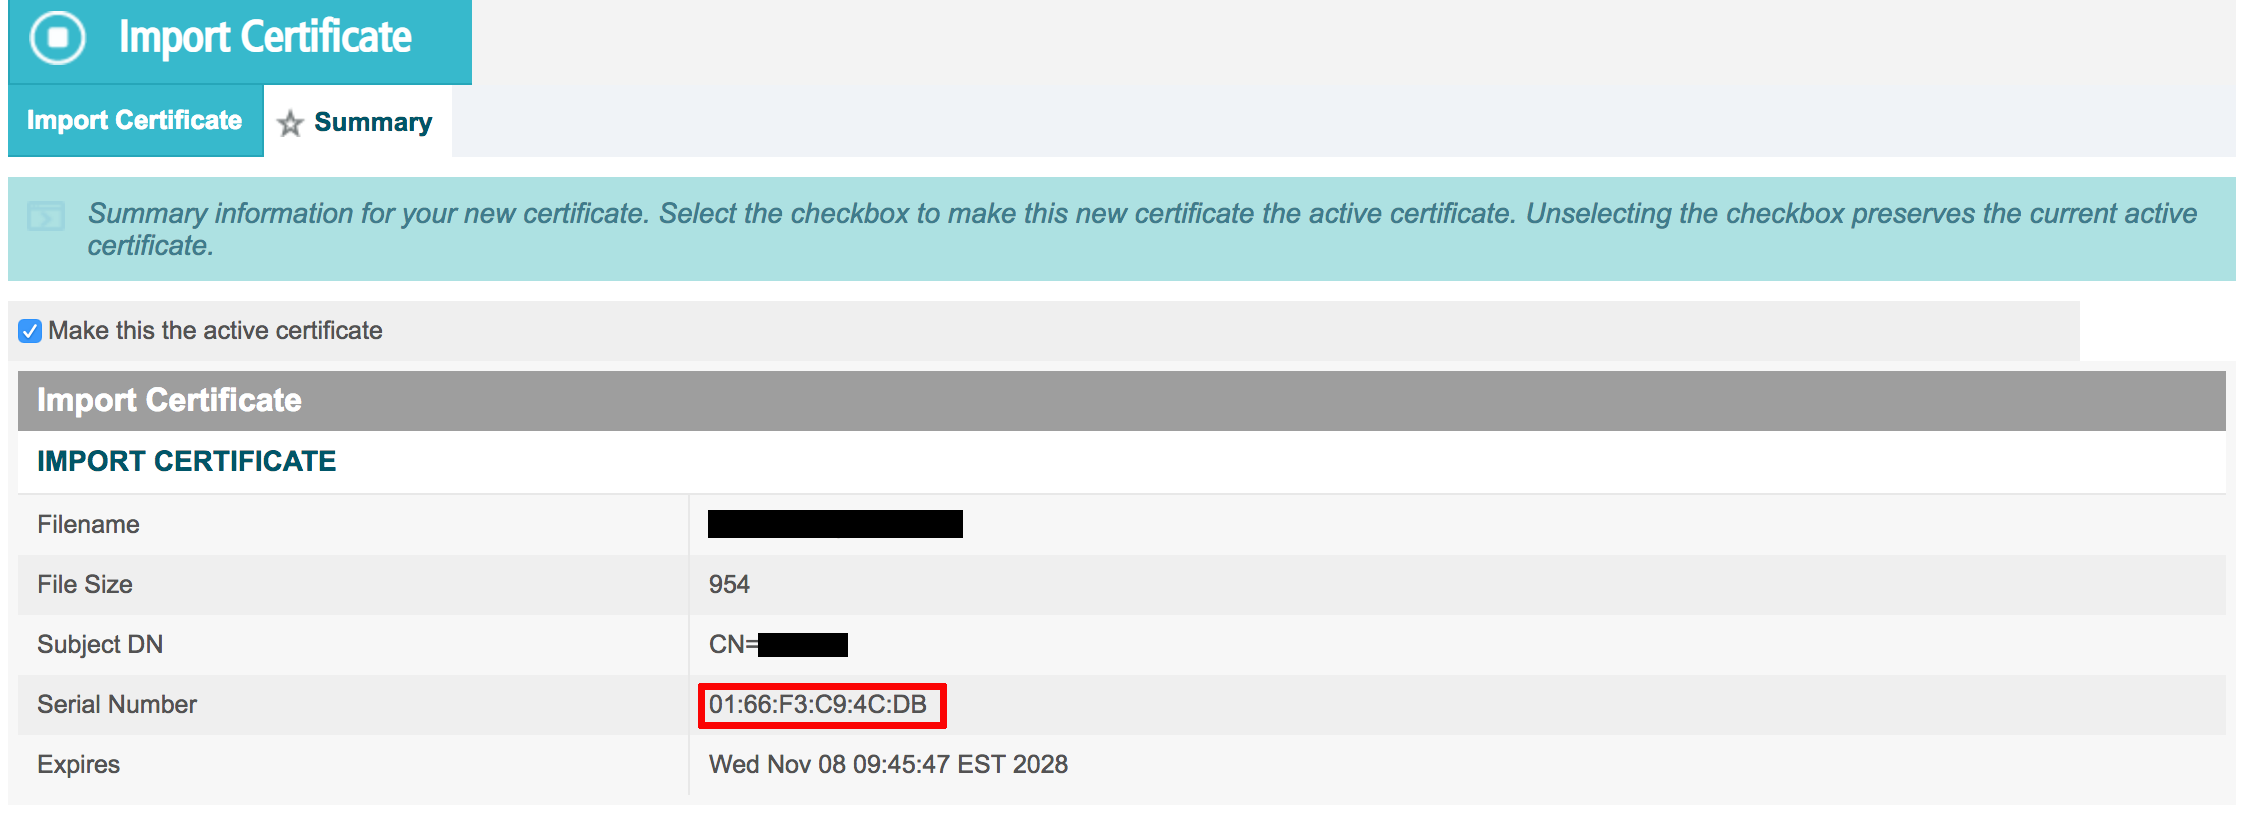 Import Certificate
Import Certificate
Summary
Summary information for your new certificate. Select the checkbox to make this new certificate the active certificate. Unselecting the checkbox preserves the current active
certificate.
Make this the active certificate
Import Certificate
IMPORT CERTIFICATE
Filename
File Size 954
Subject DN CN=
Serial Number 01:66:F3:C9:4C:DB
Expires Wed Nov 08 09:45:47 EST 2028